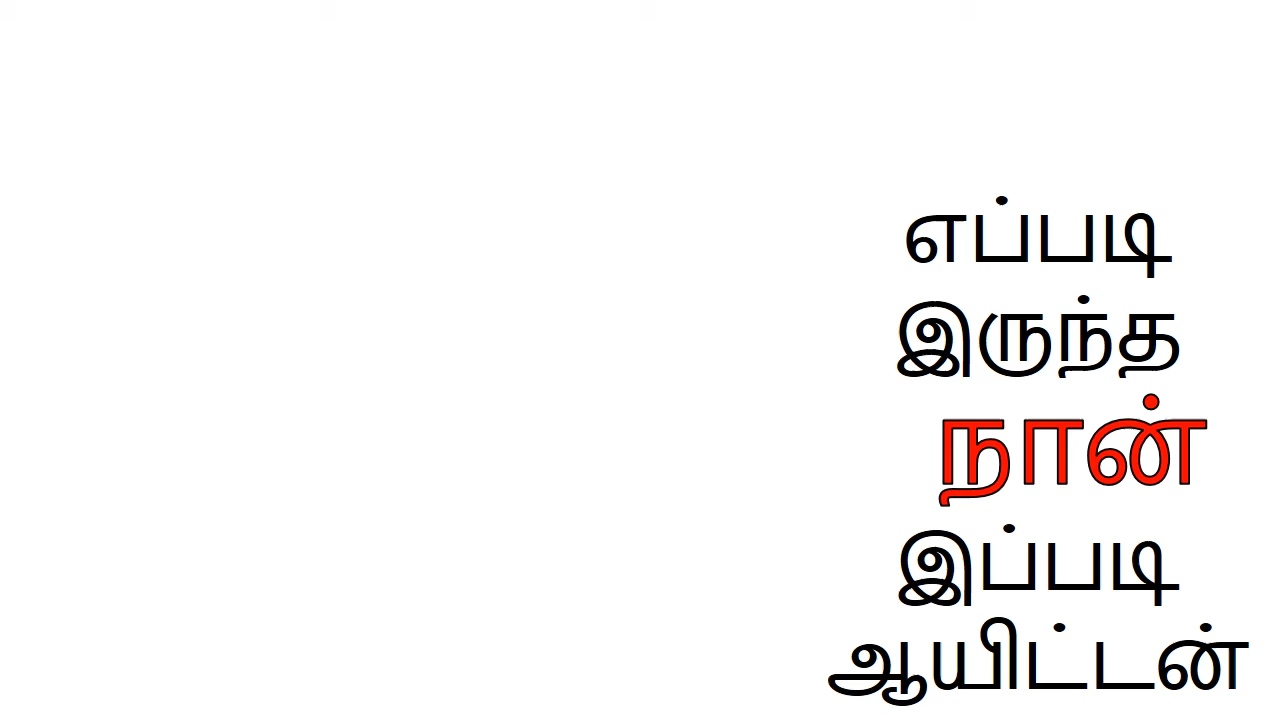 எப்படி
இருந்த
நான்
இப்படி
ஆயிட்டன்